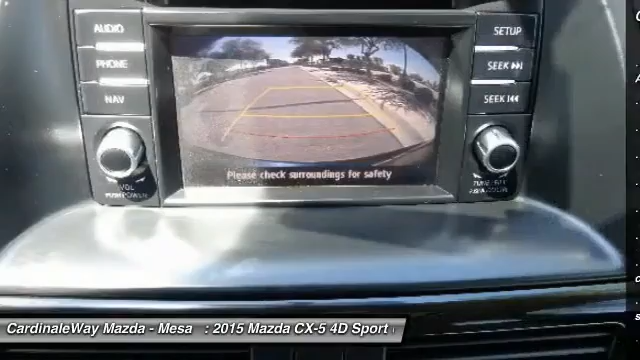 AUDIO
PHONE
NAV
VOL
PUSH POWER
SETUP
SEEK
SEEK
Please check surroundings for safety
CardinaleWay Mazda - Mesa : 2015 Mazda CX-5 4D Sport